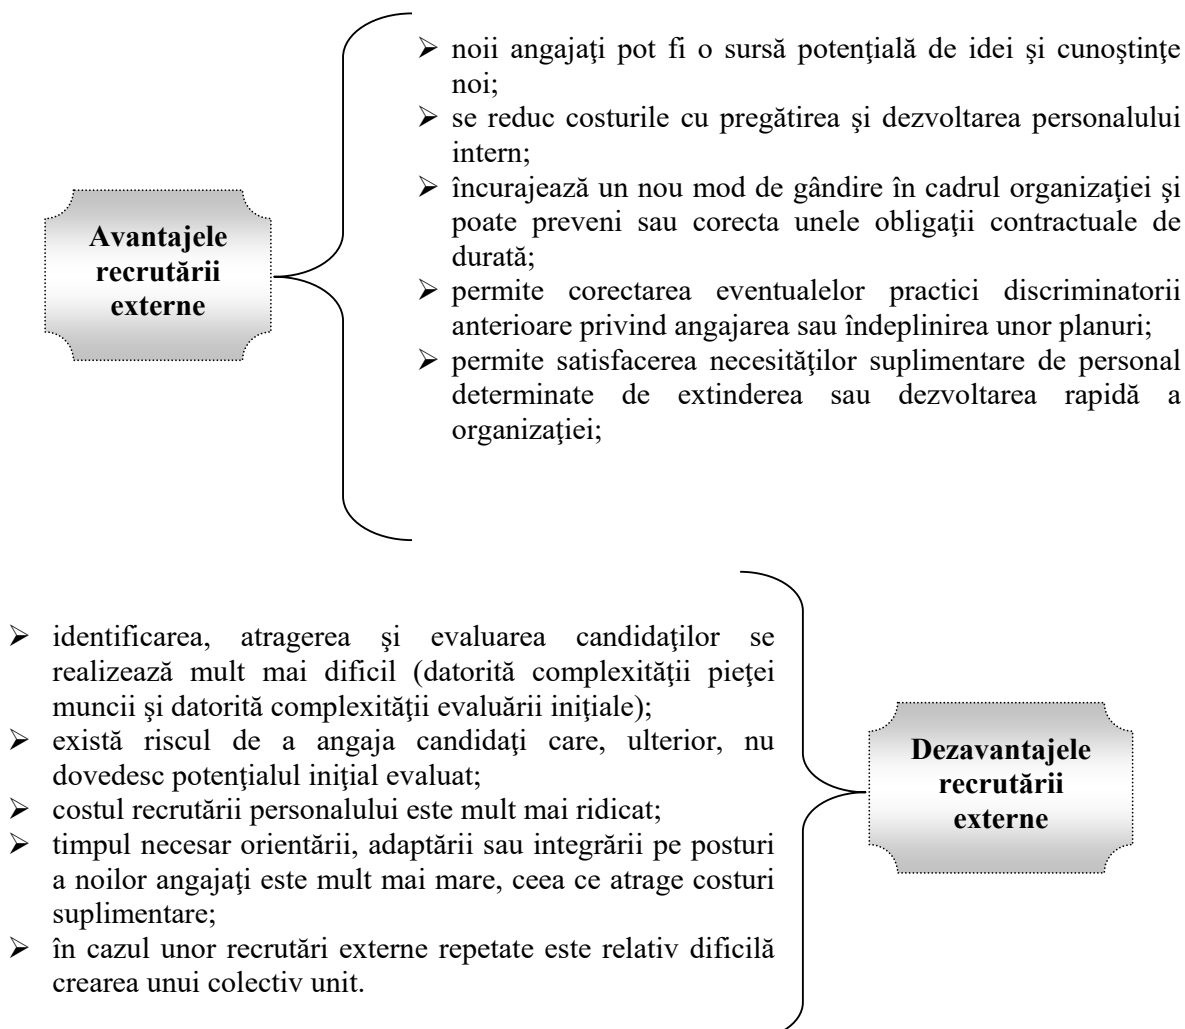 ➢ noii angajaţi pot fi o sursă potenţială de idei şi cunoştinţe
noi;
➢ se reduc costurile cu pregătirea şi dezvoltarea personalului
intern;
➢ încurajează un nou mod de gândire în cadrul organizaţiei şi
poate preveni sau corecta unele obligaţii contractuale de
durată;
➢ permite corectarea eventualelor practici discriminatorii
anterioare privind angajarea sau îndeplinirea unor planuri;
➢ permite satisfacerea necesităţilor suplimentare de personal
determinate de extinderea sau dezvoltarea rapidă a
organizaţiei;
Avantajele
recrutării
externe
➢ identificarea, atragerea şi evaluarea candidaţilor se
realizează mult mai dificil (datorită complexităţii pieţei
muncii şi datorită complexităţii evaluării iniţiale);
➢ există riscul de a angaja candidaţi care, ulterior, nu
dovedesc potenţialul iniţial evaluat;
➢ costul recrutării personalului este mult mai ridicat;
➢ timpul necesar orientării, adaptării sau integrării pe posturi
a noilor angajaţi este mult mai mare, ceea ce atrage costuri
suplimentare;
➢ în cazul unor recrutări externe repetate este relativ dificilă
crearea unui colectiv unit.
Dezavantajele
recrutării
externe